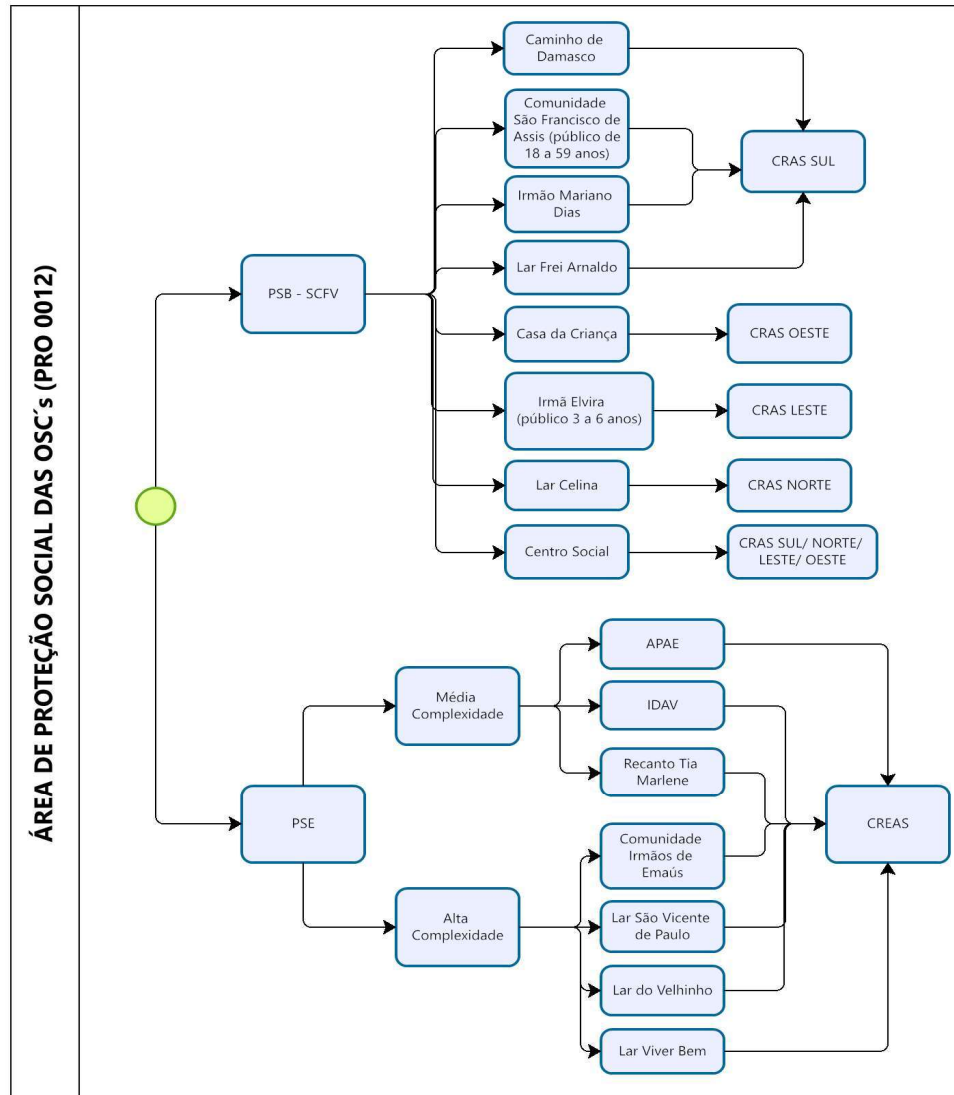 ÁREA DE PROTEÇÃO SOCIAL DAS OSC´s (PRO 0012)
PSB - SCFV
Caminho de
Damasco
Comunidade
São Francisco de
Assis (público de
18 a 59 anos)
Irmão Mariano
Dias
Lar Frei Arnaldo
CRAS SUL
Casa da Criança
CRAS OESTE
Irmã Elvira
(público 3 a 6 anos)
CRAS LESTE
Lar Celina
CRAS NORTE
Centro Social
CRAS SUL/ NORTE/
LESTE/ OESTE
PSE
Média
Complexidade
APAE
IDAV
Recanto Tia
Marlene
Alta
Complexidade
Comunidade
Irmãos de
Emaús
Lar São Vicente
de Paulo
Lar do Velhinho
Lar Viver Bem
CREAS